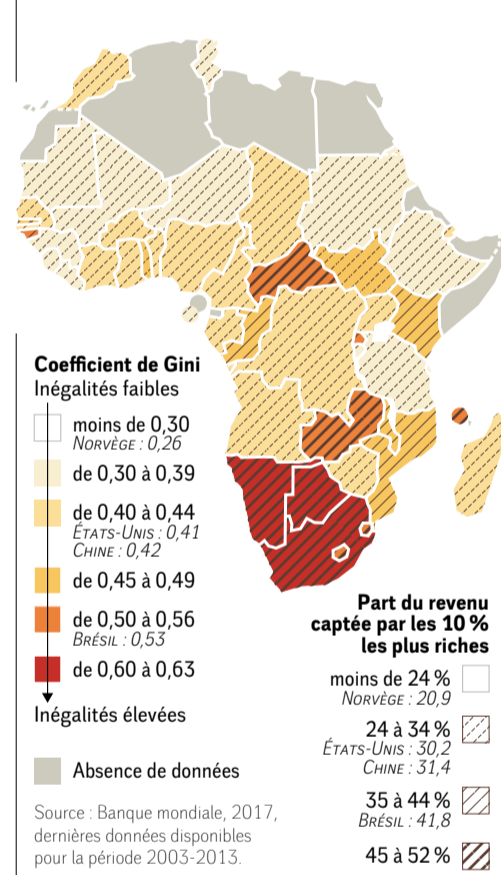 Coefficient de Gini
Inégalités faibles
moins de 0,30
NORVÈGE : 0,26
de 0,30 à 0,39
de 0,40 à 0,44
ÉTATS-UNIS : 0,41
CHINE : 0,42
de 0,45 à 0,49
de 0,50 à 0,56
BRÉSIL : 0,53
de 0,60 à 0,63
Inégalités élevées
Absence de données
Source : Banque mondiale, 2017,
dernières données disponibles
pour la période 2003-2013.
Part du revenu
captée par les 10 %
les plus riches
moins de 24 %
NORVÈGE : 20,9
24 à 34 %
ÉTATS-UNIS : 30,2
CHINE : 31,4
35 à 44 %
BRÉSIL : 41,8
45 à 52 %